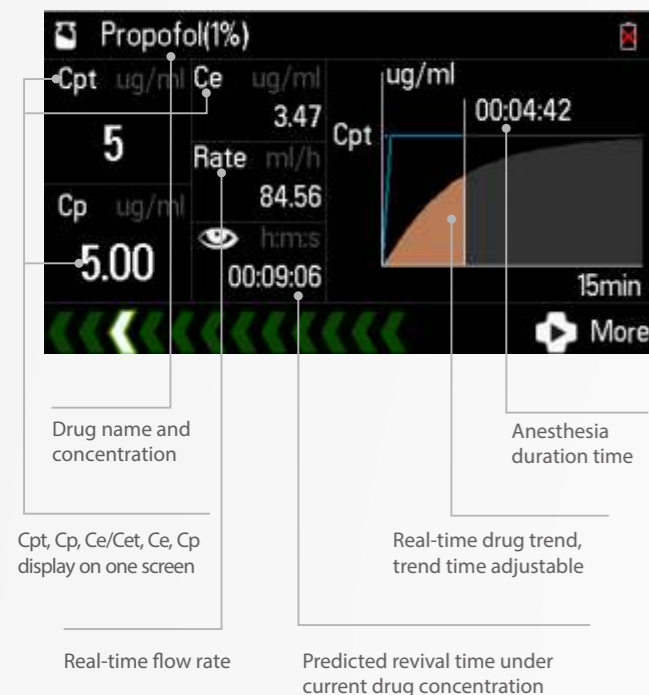 Propofol(1%)
Cpt ug/ml
5
Cp ug/ml
5.00
Ce ug/ml
3.47
Rate ml/h
84.56
h:m:s
00:09:06
ug/ml
00:04:42
Cpt
15min
More
Drug name and
concentration
Anesthesia
duration time
Cpt, Cp, Ce/Cet, Ce, Cp
display on one screen
Real-time drug trend,
trend time adjustable
Real-time flow rate
Predicted revival time under
current drug concentration